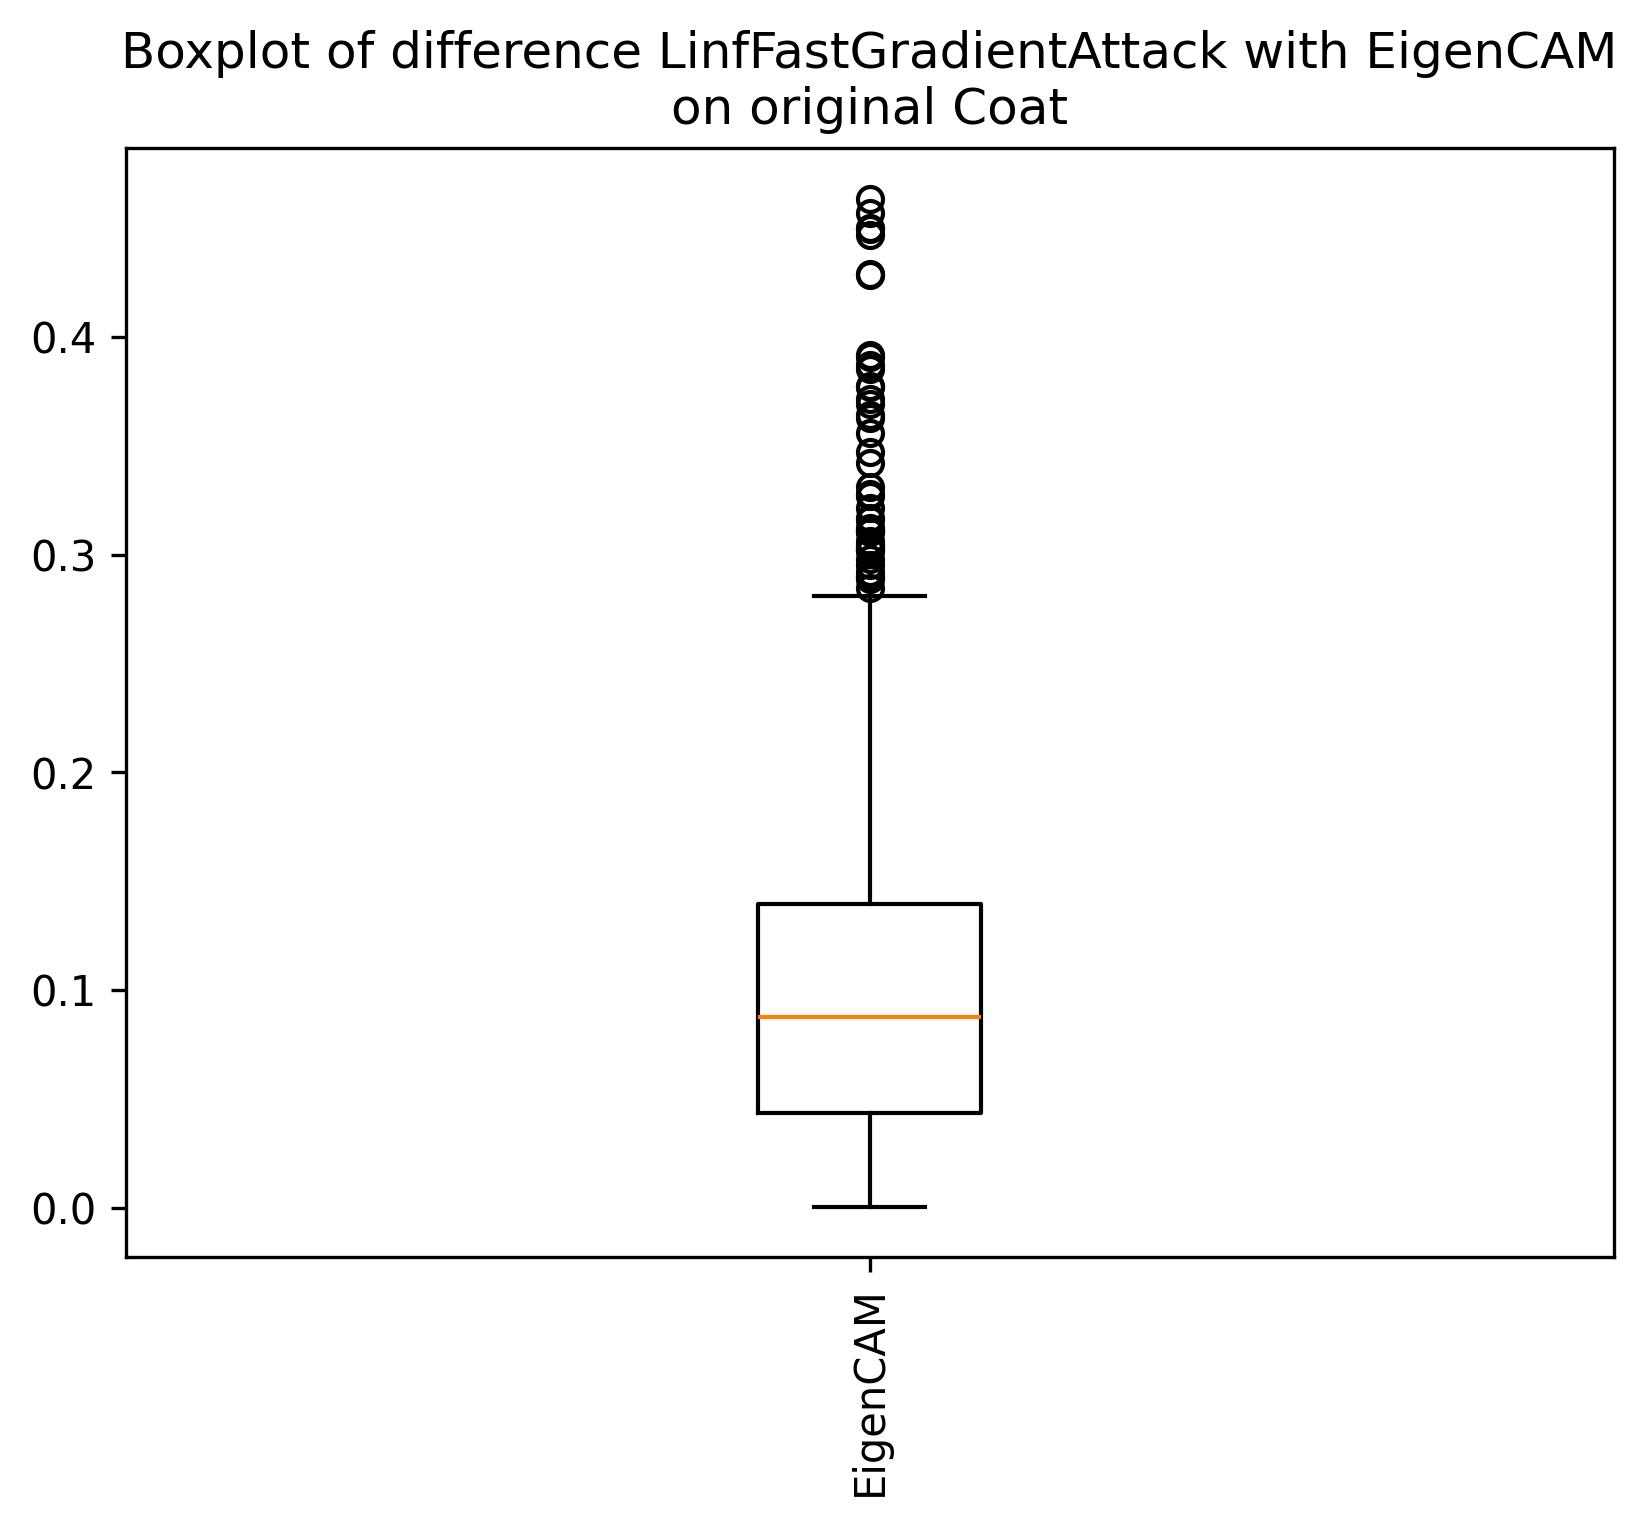 Boxplot of difference LinfFastGradientAttack with EigenCAM
on original Coat
0.4
0.3
0.2
0.1
0.0
EigenCAM